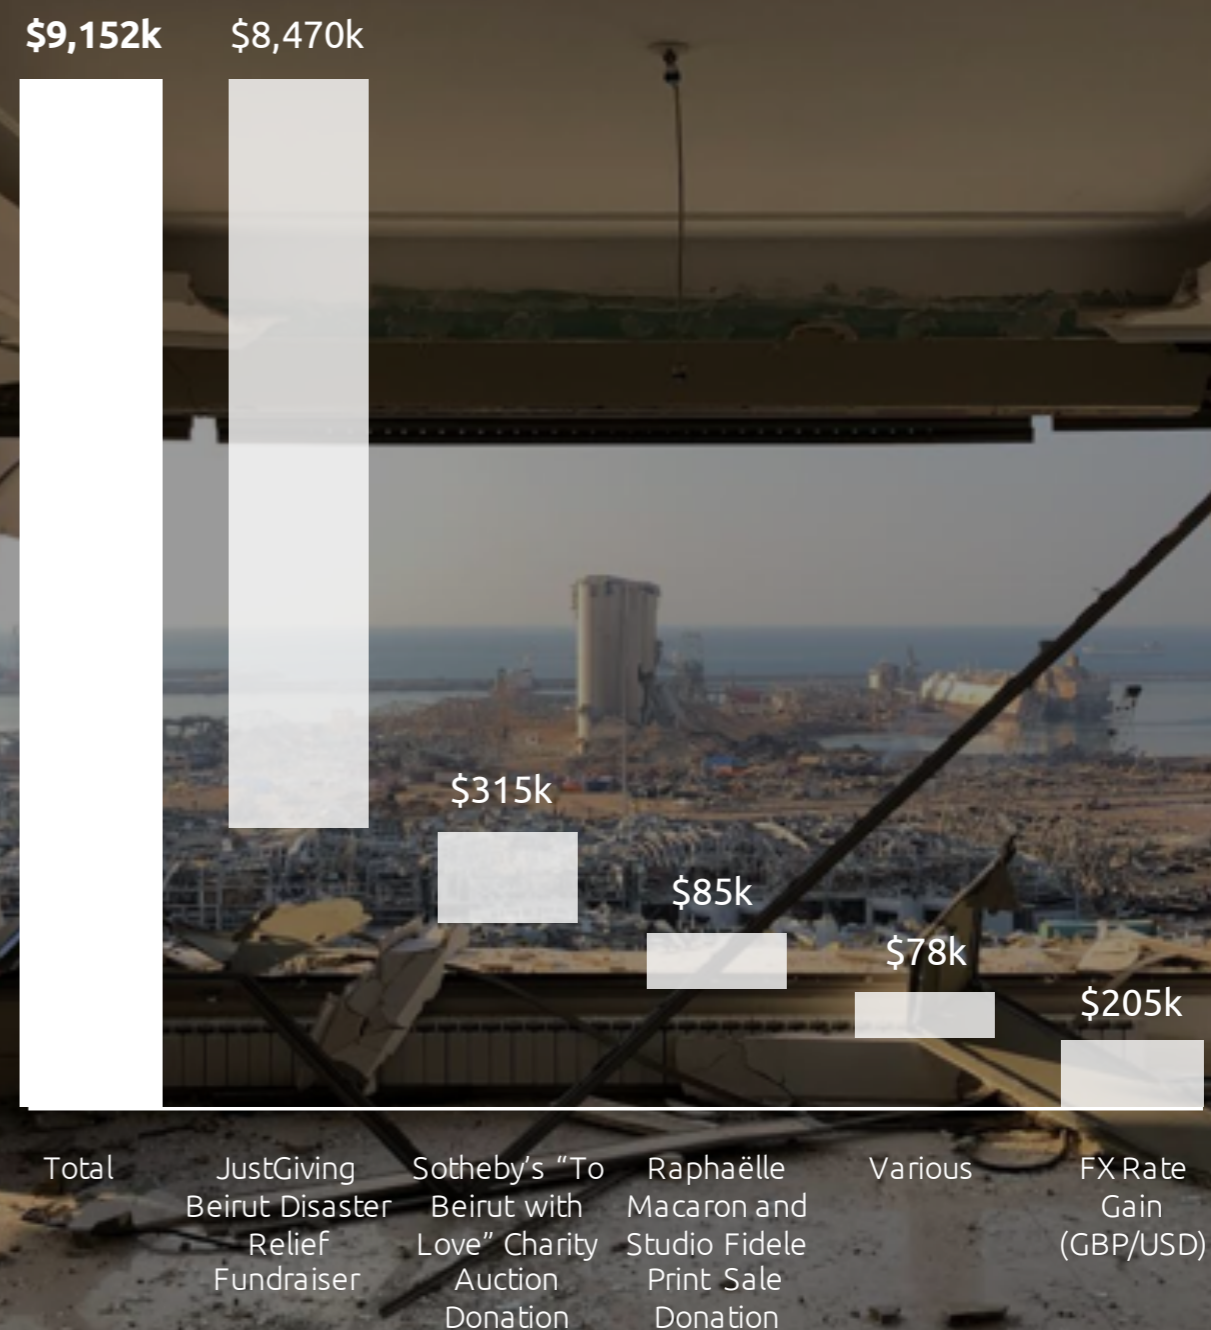 $9,152k
$8,470k
$315k
$85k
$78k
$205k
Total
JustGiving
Beirut Disaster
Relief
Fundraiser
Sotheby’s “To
Beirut with
Love” Charity
Auction
Donation
Raphaëlle
Macaron and
Studio Fidele
Print Sale
Donation
Various
FX Rate
Gain
(GBP/USD)